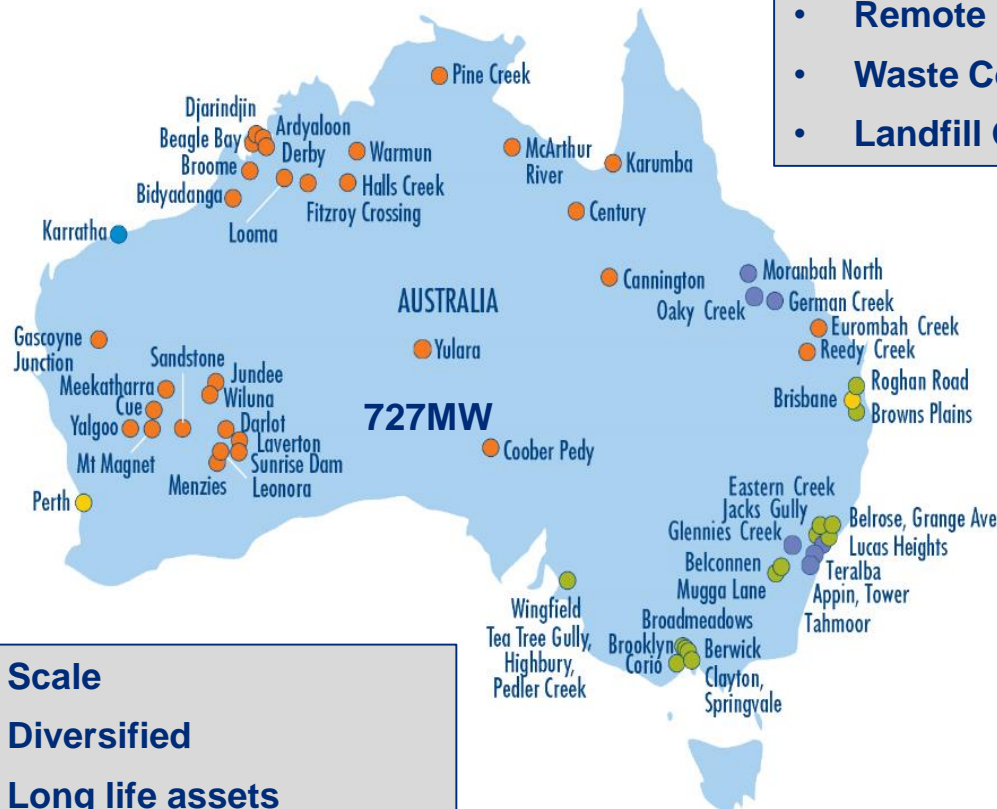 • Remote
• Waste
• Landfill
Pine Creek
Djarindjin
Ardyaloon
Beagle Bay
Derby
Warmun
Broome
Halls Creek
Bidyadanga
Fitzroy Crossing
Looma
McArthur
River
Karumba
Century
Karratha
Cannington
Moranbah North
Oaky Creek
German Creek
AUSTRALIA
Eurombah Creek
Reedy Creek
Yulara
Gascoyne
Junction
Sandstone
Jundee
Meekatharra
Wiluna
Cue
Yalgoo
Darlot
Laverton
Mt Magnet
Sunrise Dam
Menzies
Leonora
727MW
Roghan Road
Brisbane
Browns Plains
Coober Pedy
Perth
Eastern Creek
Jacks Gully
Belrose, Grange Ave
Glennies Creek
Lucas Heights
Belconnen
Teralba
Mugga Lane
Appin, Tower
Tahmoor
Wingfield
Tea Tree Gully,
Highbury,
Pedler Creek
Broadmeadows
Brooklyn
Berwick
Corio
Clayton,
Springvale
Scale
Diversified
Long life assets